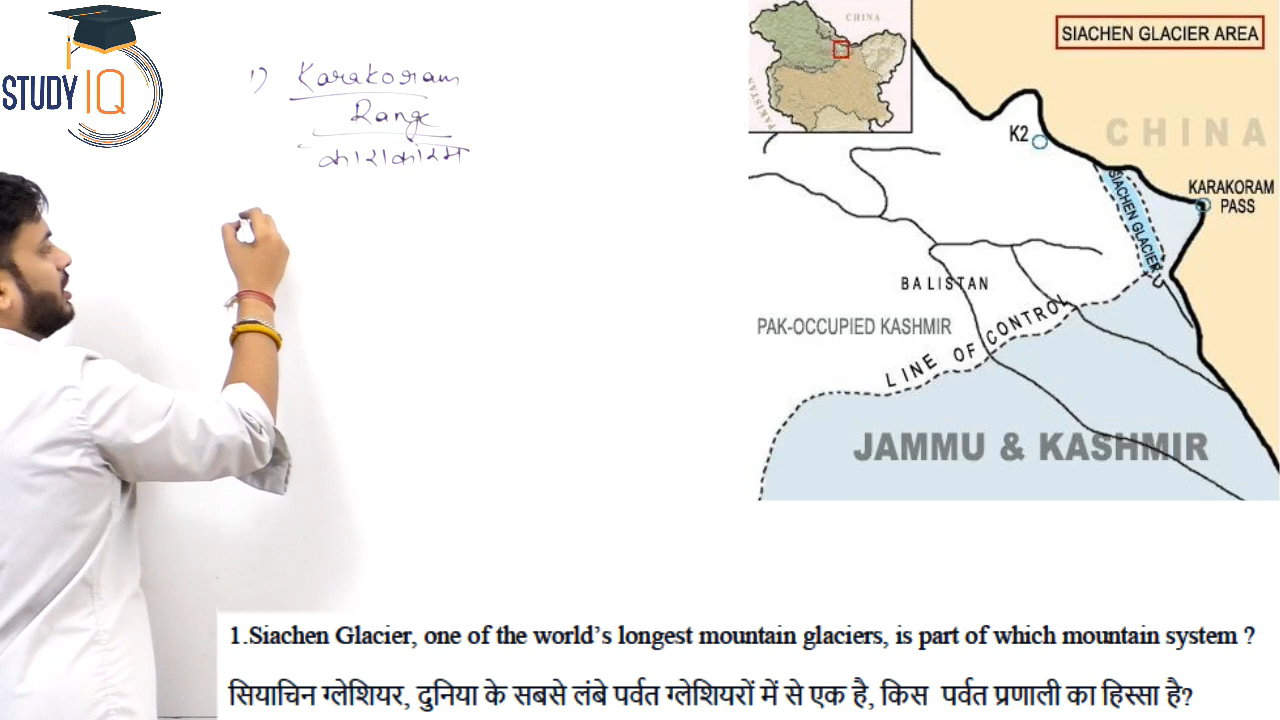 STUDY IQ
1) Karakoram
Range
काराकोरम
CHINA
PAKISTAN
SIACHEN GLACIER AREA
CHINA
K2
KARAKORAM
PASS
SIACHEN GLACIER
BALISTAN
PAK-OCCUPIED KASHMIR
LINE OF CONTROL
JAMMU & KASHMIR
1.Siachen Glacier, one of the world's longest mountain glaciers, is part of which mountain system ?
सियाचिन ग्लेशियर, दुनिया के सबसे लंबे पर्वत ग्लेशियरों में से एक है, किस पर्वत प्रणाली का हिस्सा है?